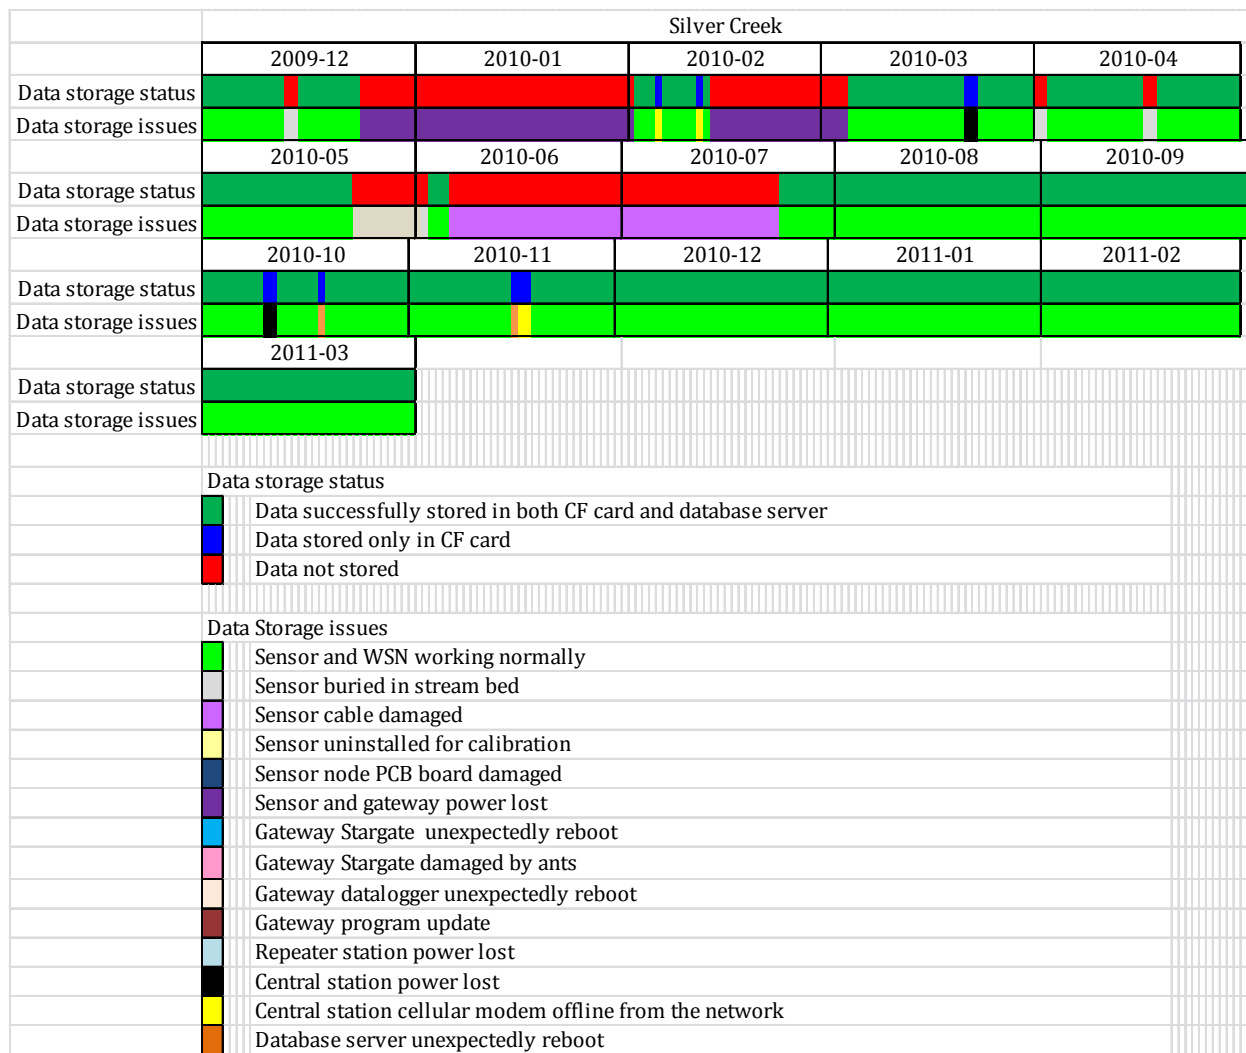 Silver Creek
2009-12 2010-01 2010-02 2010-03 2010-04
Data storage status
Data storage issues
2010-05 2010-06 2010-07 2010-08 2010-09
Data storage status
Data storage issues
2010-10 2010-11 2010-12 2011-01 2011-02
Data storage status
Data storage issues
2011-03
Data storage status
Data storage issues
Data storage status
Data successfully stored in both CF card and database server
Data stored only in CF card
Data not stored
Data Storage issues
Sensor and WSN working normally
Sensor buried in stream bed
Sensor cable damaged
Sensor uninstalled for calibration
Sensor node PCB board damaged
Sensor and gateway power lost
Gateway Stargate unexpectedly reboot
Gateway Stargate damaged by ants
Gateway datalogger unexpectedly reboot
Gateway program update
Repeater station power lost
Central station power lost
Central station cellular modem offline from the network
Database server unexpectedly reboot